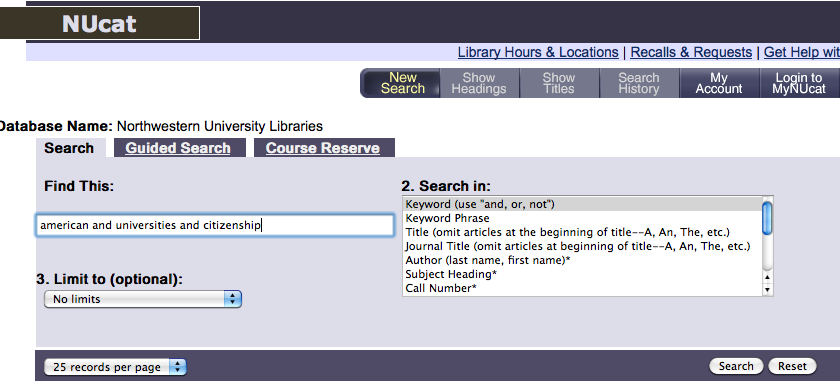 NUcat
Library Hours & Locations | Recalls & Requests | Get Help wit
New Search
Show Headings
Show Titles
Search History
My Account
Login to MyNUcat
Database Name: Northwestern University Libraries
Search Guided Search Course Reserve
Find This:
american and universities and citizenship
2. Search in:
Keyword (use "and, or, not")
Keyword Phrase
Title (omit articles at the beginning of title--A, An, The, etc.)
Journal Title (omit articles at beginning of title--A, An, The, etc.)
Author (last name, first name)*
Subject Heading*
Call Number*
3. Limit to (optional):
No limits
25 records per page
Search Reset